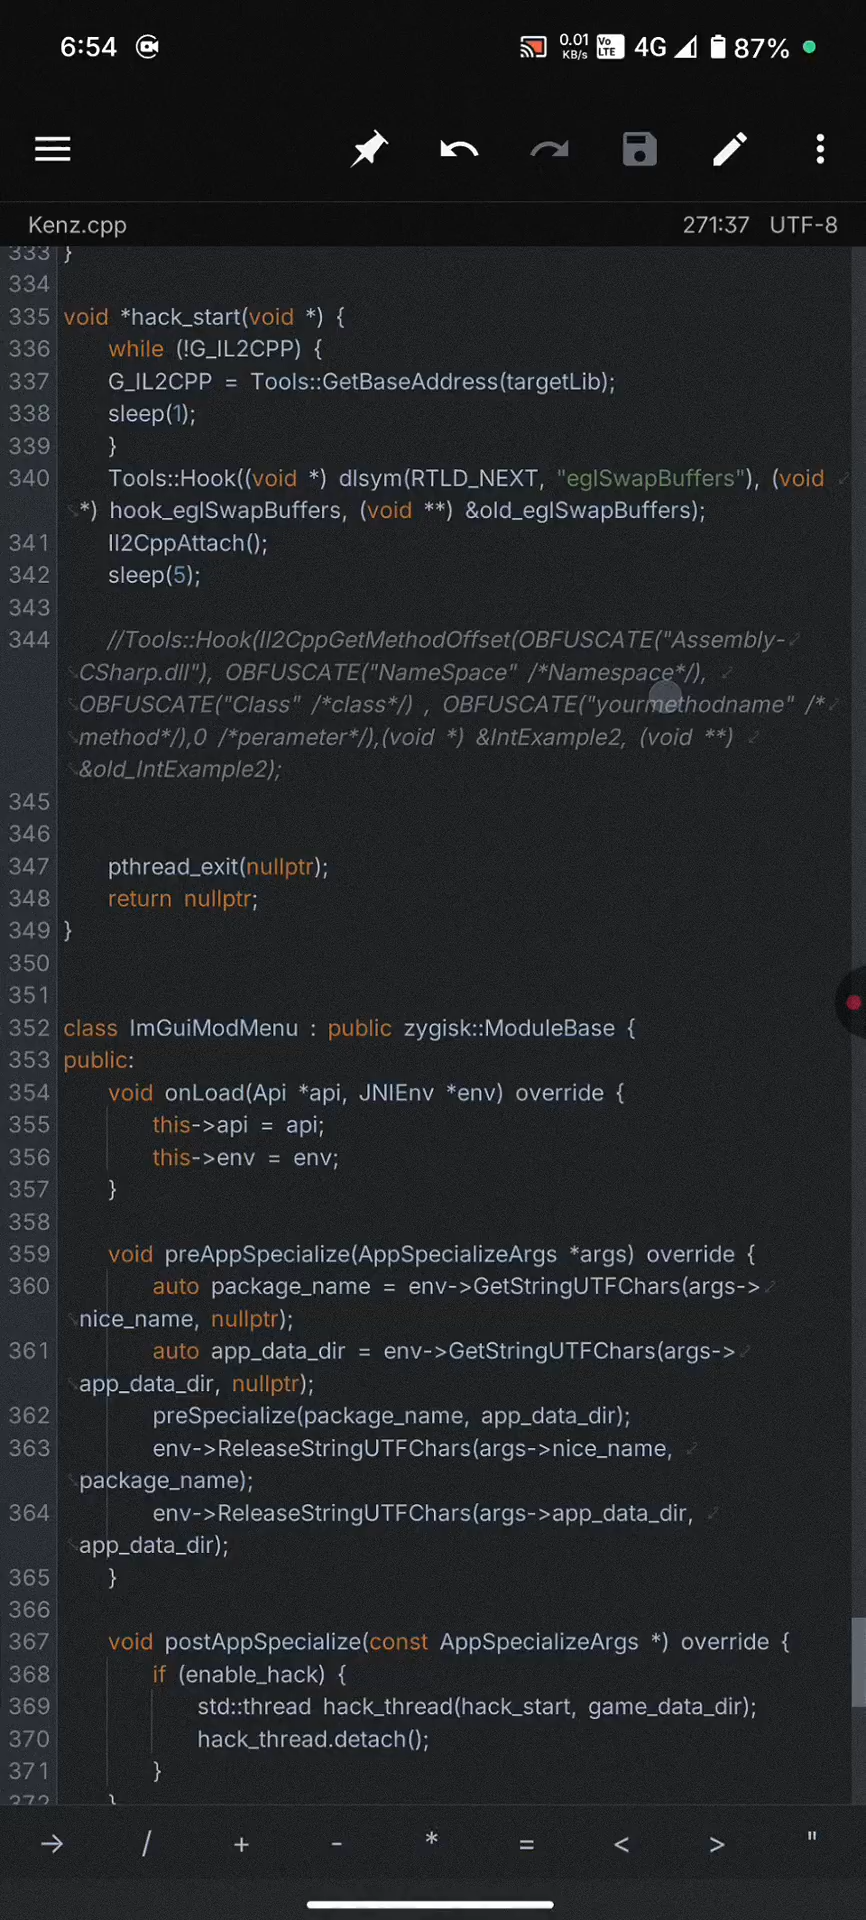 6:54 0.01 KB/s Vo LTE 4G 87%
Kenz.cpp 271:37 UTF-8
333 }
334
335 void *hack_start(void *) {
336 while (!G_IL2CPP) {
337 G_IL2CPP = Tools::GetBaseAddress(targetLib);
338 sleep(1);
339 }
340 Tools::Hook((void *) dlsym(RTLD_NEXT, "eglSwapBuffers"), (void
*) hook_eglSwapBuffers, (void **) &old_eglSwapBuffers);
341 Il2CppAttach();
342 sleep(5);
343
344 //Tools::Hook(Il2CppGetMethodOffset(OBFUSCATE("Assembly-
CSharp.dll"), OBFUSCATE("NameSpace" /*Namespace*/),
OBFUSCATE("Class" /*class*/) , OBFUSCATE("yourmethodname" /*
method*/),0 /*perameter*/),(void *) &IntExample2, (void **)
&old_IntExample2);
345
346
347 pthread_exit(nullptr);
348 return nullptr;
349 }
350
351
352 class ImGuiModMenu : public zygisk::ModuleBase {
353 public:
354 void onLoad(Api *api, JNIEnv *env) override {
355 this->api = api;
356 this->env = env;
357 }
358
359 void preAppSpecialize(AppSpecializeArgs *args) override {
360 auto package_name = env->GetStringUTFChars(args->
nice_name, nullptr);
361 auto app_data_dir = env->GetStringUTFChars(args->
app_data_dir, nullptr);
362 preSpecialize(package_name, app_data_dir);
363 env->ReleaseStringUTFChars(args->nice_name,
package_name);
364 env->ReleaseStringUTFChars(args->app_data_dir,
app_data_dir);
365 }
366
367 void postAppSpecialize(const AppSpecializeArgs *) override {
368 if (enable_hack) {
369 std::thread hack_thread(hack_start, game_data_dir);
370 hack_thread.detach();
371 }
372 }
→ / + - * = < > "